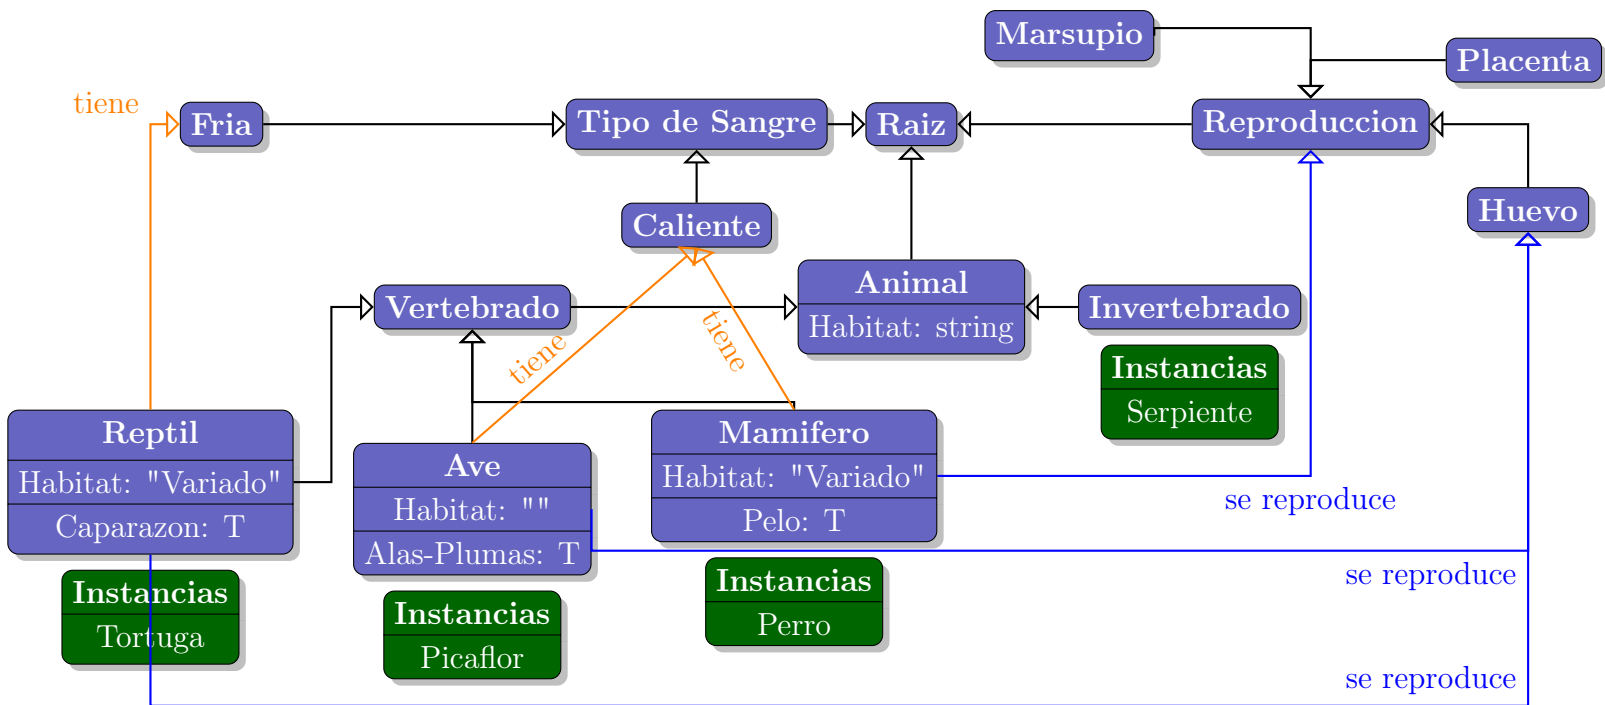 Marsupio
Placenta
tiene
Fria
Tipo de Sangre
Raiz
Reproduccion
Caliente
Huevo
Vertebrado
Animal
Habitat: string
Invertebrado
tiene
tiene
Instancias
Serpiente
Reptil
Habitat: "Variado"
Caparazon: T
Ave
Habitat: ""
Alas-Plumas: T
Mamifero
Habitat: "Variado"
Pelo: T
se reproduce
se reproduce
Instancias
Tortuga
Instancias
Picaflor
Instancias
Perro
se reproduce